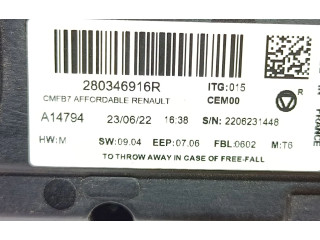 280346916R ITG:015
CMFB7 AFFORDABLE RENAULT CEM00 R
A14794 23/06/22 16:38 S/N: 2206231448
HW:M SW:09.04 EEP:07.06 FBL:0602 M:T6
TO THROW AWAY IN CASE OF FREE-FALL
FRANCE